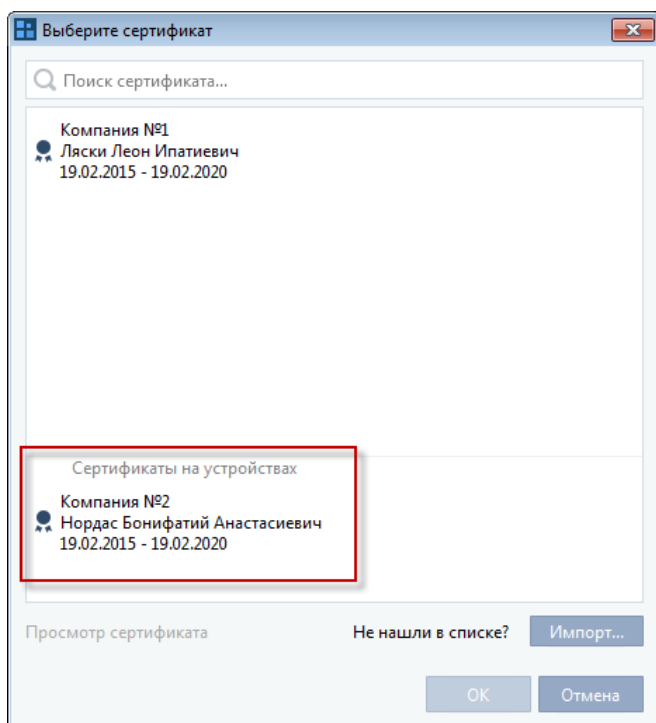 Выберите сертификат
Поиск сертификата...
Компания №1
Ляски Леон Ипатиевич
19.02.2015 - 19.02.2020
Сертификаты на устройствах
Компания №2
Нордас Бонифатий Анастасиевич
19.02.2015 - 19.02.2020
Просмотр сертификата
Не нашли в списке?
Импорт...
OK
Отмена